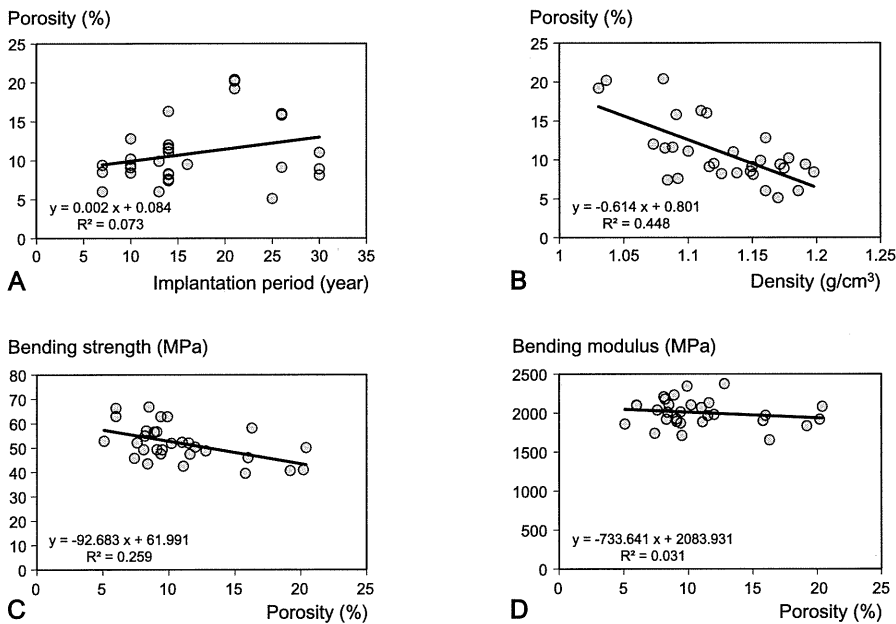 Porosity (%)
25
20
15
10
5
0
y = 0.002 x + 0.084
R² = 0.073
0 5 10 15 20 25 30 35
A Implantation period (year)
Porosity (%)
25
20
15
10
5
0
y = -0.614 x + 0.801
R² = 0.448
1 1.05 1.1 1.15 1.2 1.25
B Density (g/cm³)
Bending strength (MPa)
80
70
60
50
40
30
20
10
0
y = -92.683 x + 61.991
R² = 0.259
0 5 10 15 20 25
C Porosity (%)
Bending modulus (MPa)
2500
2000
1500
1000
500
0
y = -733.641 x + 2083.931
R² = 0.031
0 5 10 15 20 25
D Porosity (%)